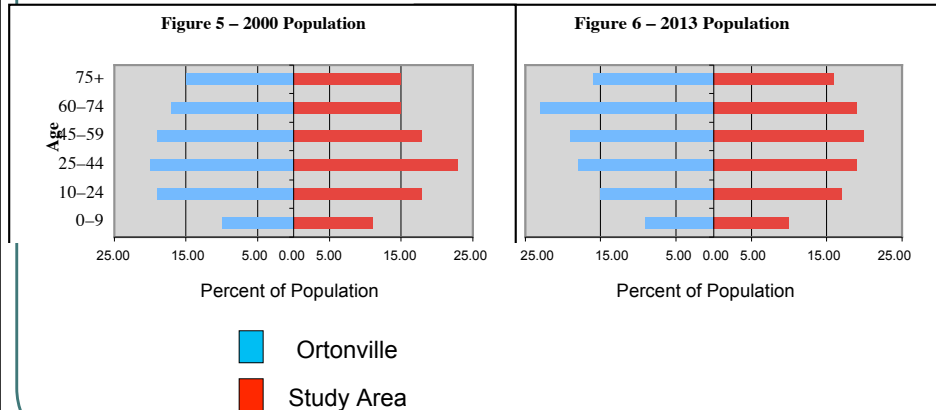 Figure 5 – 2000 Population
Figure 6 – 2013 Population
Age
75+
60–74
45–59
25–44
10–24
0–9
25.00 15.00 5.00 0.00 5.00 15.00 25.00
25.00 15.00 5.00 0.00 5.00 15.00 25.00
Percent of Population
Percent of Population
Ortonville
Study Area